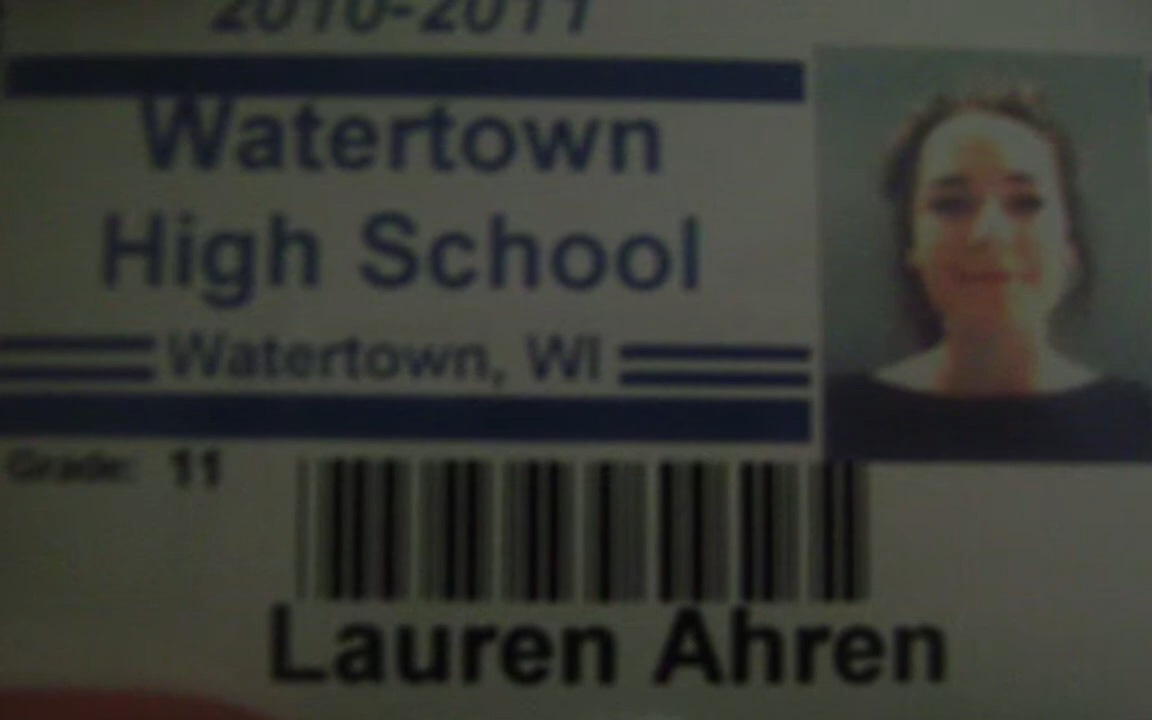 2010-2011
Watertown
High School
Watertown, WI
Grade: 11
Lauren Ahren